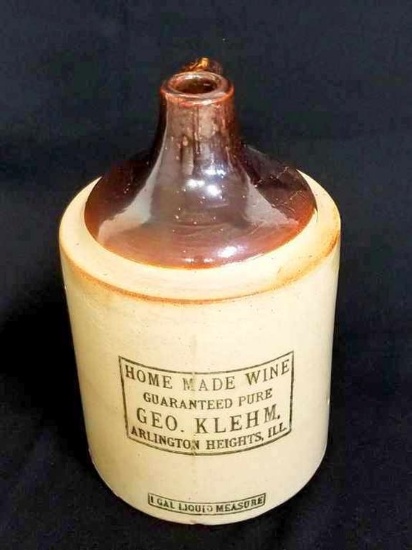 HOME MADE WINE
GUARANTEED PURE
GEO. KLEHM.
ARLINGTON HEIGHTS, ILL.
1 GAL LIQUID MEASURE